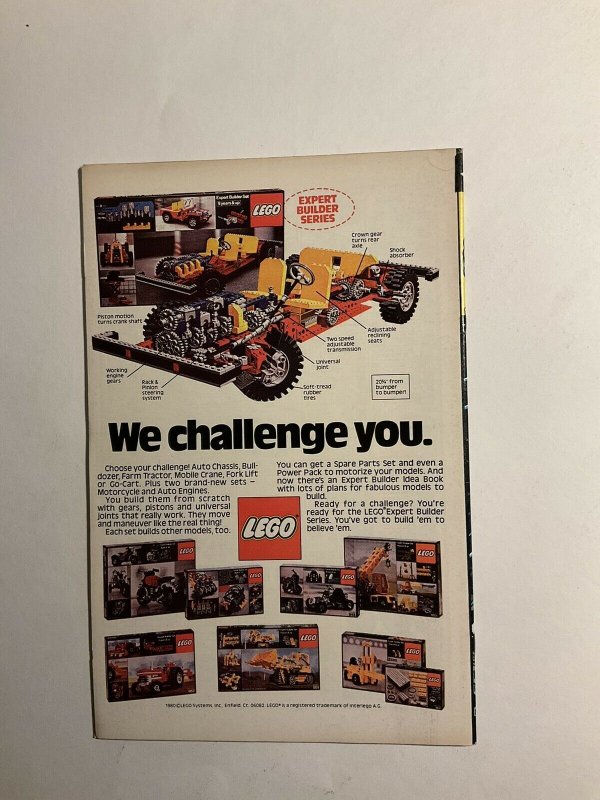 Expert Builder Set
9 years & up
LEGO
EXPERT
BUILDER
SERIES
Crown gear
turns rear
axle
Shock
absorber
Piston motion
turns crank shaft
Adjustable
reclining
seats
Two speed
adjustable
transmission
Universal
joint
Working
engine
gears
Rack &
Pinion
steering
system
Soft-tread
rubber
tires
20¾" from
bumper
to bumper!
We challenge you.
Choose your challenge! Auto Chassis, Bull-
dozer, Farm Tractor, Mobile Crane, Fork Lift
or Go-Cart. Plus two brand-new sets –
Motorcycle and Auto Engines.
You build them from scratch
with gears, pistons and universal
joints that really work. They move
and maneuver like the real thing!
Each set builds other models, too.
You can get a Spare Parts Set and even a
Power Pack to motorize your models. And
now there's an Expert Builder Idea Book
with lots of plans for fabulous models to
build.
Ready for a challenge? You're
ready for the LEGO® Expert Builder
Series. You've got to build 'em to
believe 'em.
LEGO
LEGO
LEGO
LEGO
LEGO
LEGO
LEGO
LEGO
1980 © LEGO Systems, Inc., Enfield, Ct. 06082. LEGO® is a registered trademark of Interlego A.G.